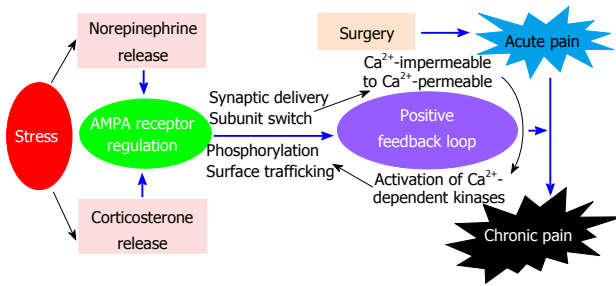 Norepinephrine
release
Surgery
Acute pain
Ca²⁺-impermeable
to Ca²⁺-permeable
Synaptic delivery
Subunit switch
Stress
AMPA receptor
regulation
Positive
feedback loop
Phosphorylation
Surface trafficking
Activation of Ca²⁺-
dependent kinases
Corticosterone
release
Chronic pain